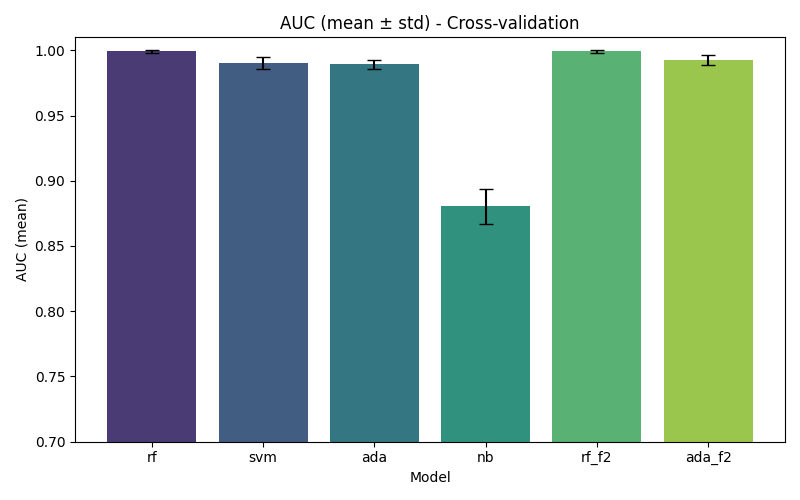 AUC (mean ± std) - Cross-validation
AUC (mean)
1.00
0.95
0.90
0.85
0.80
0.75
0.70
rf svm ada nb rf_f2 ada_f2
Model